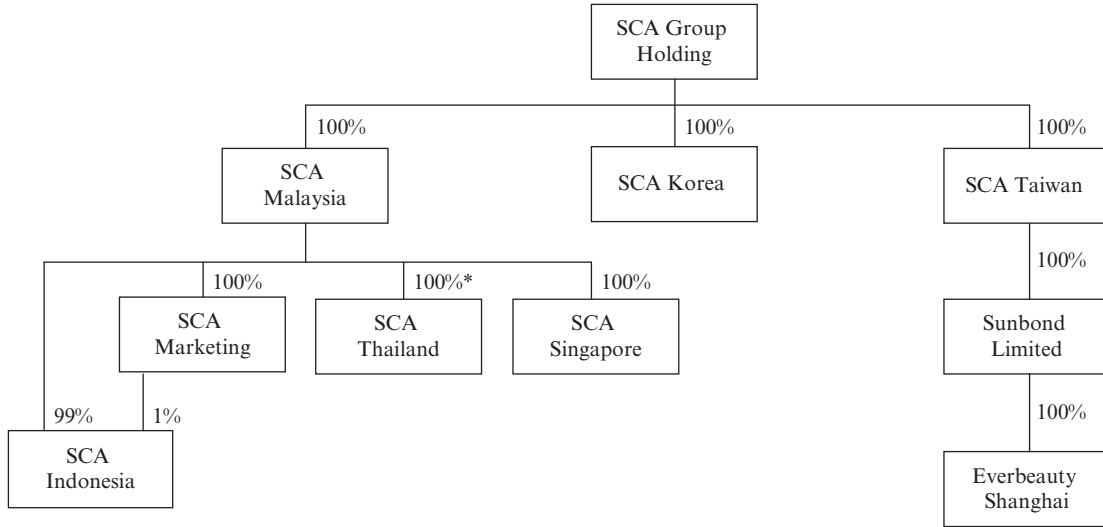 SCA Group
Holding
100%
100%
100%
SCA
Malaysia
SCA Korea
SCA Taiwan
100%
100%*
100%
100%
SCA
Marketing
SCA
Thailand
SCA
Singapore
Sunbond
Limited
99%
1%
100%
SCA
Indonesia
Everbeauty
Shanghai